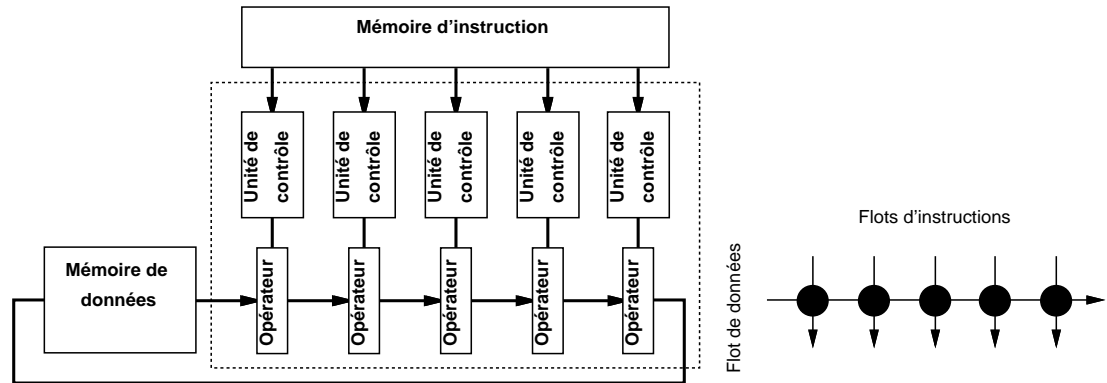 Mémoire d'instruction
Unité de
contrôle
Unité de
contrôle
Unité de
contrôle
Unité de
contrôle
Unité de
contrôle
Mémoire de
données
Opérateur
Opérateur
Opérateur
Opérateur
Opérateur
Flots d'instructions
Flot de données